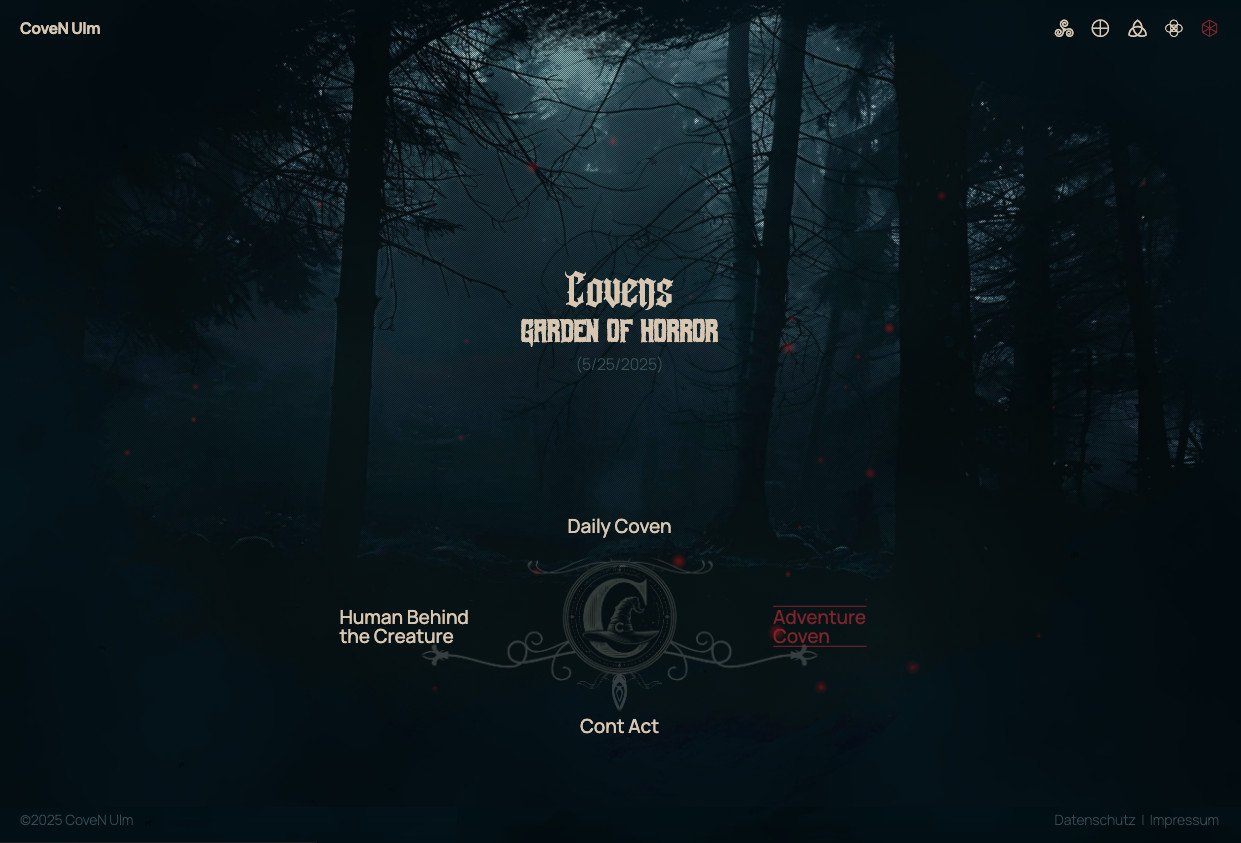 CoveN Ulm
Covens
GARDEN OF HORROR
(5/25/2025)
Daily Coven
Human Behind
the Creature
Adventure
Coven
C
Cont Act
©2025 CoveN Ulm
Datenschutz | Impressum